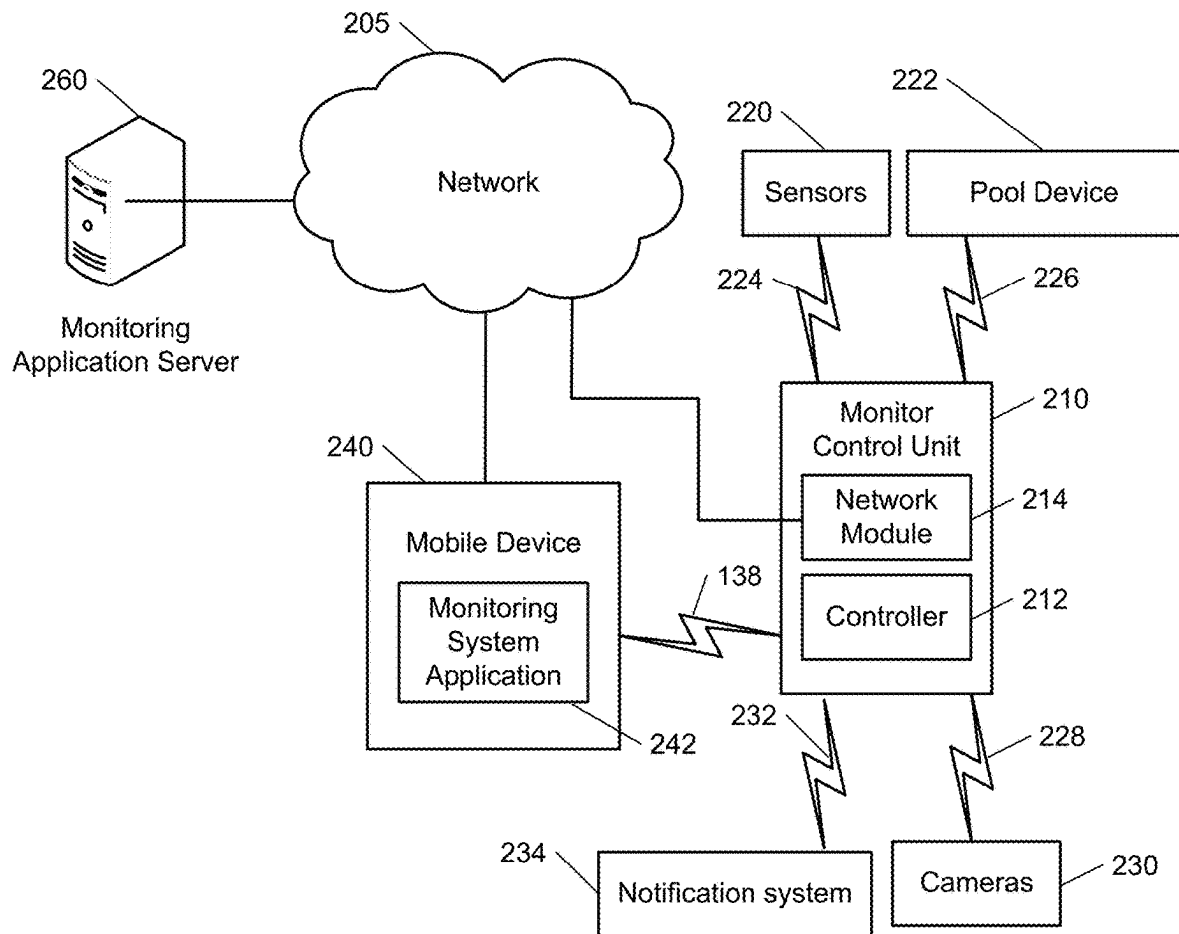 205
260
222
220
Network
Sensors
Pool Device
224
226
Monitoring
Application Server
Monitor
Control Unit
210
240
Network
Module
214
Mobile Device
138
Controller
212
Monitoring
System
Application
232
228
242
234
Notification system
Cameras
230